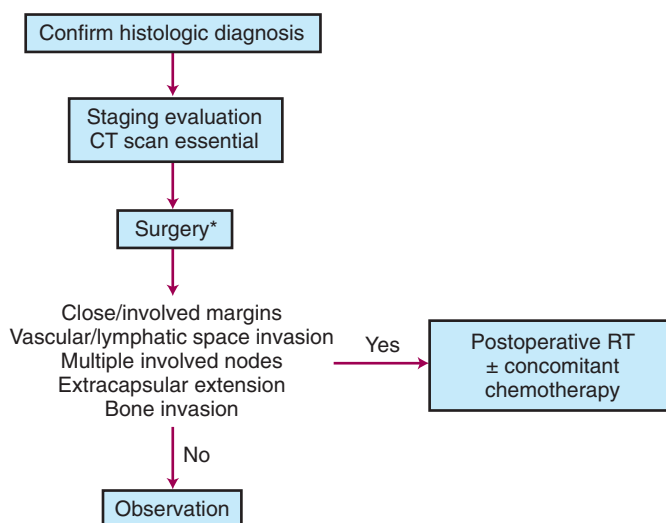 Confirm histologic diagnosis
Staging evaluation
CT scan essential
Surgery*
Close/involved margins
Vascular/lymphatic space invasion
Multiple involved nodes
Extracapsular extension
Bone invasion
Yes
Postoperative RT
± concomitant
chemotherapy
No
Observation